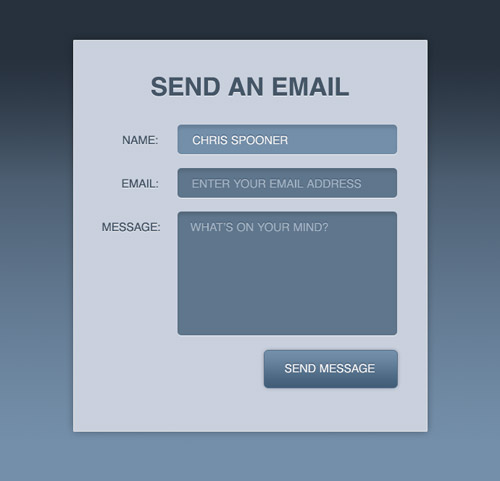 SEND AN EMAIL
NAME: CHRIS SPOONER
EMAIL: ENTER YOUR EMAIL ADDRESS
MESSAGE: WHAT'S ON YOUR MIND?
SEND MESSAGE